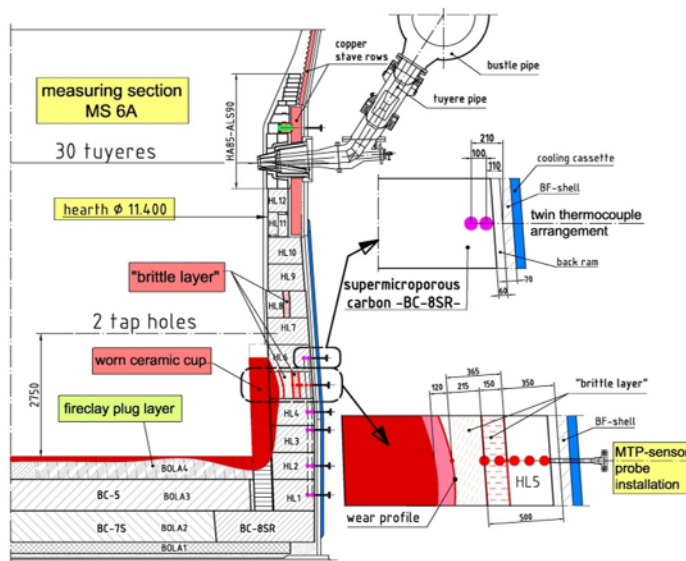 copper
stave rows
bustle pipe
tuyere pipe
measuring section
MS 6A
HA85-ALS90
30 tuyeres
hearth ϕ 11.400
HL12
HL11
HL10
HL9
HL8
HL7
HL6
HL4
HL3
HL2
HL1
"brittle layer"
2 tap holes
worn ceramic cup
2750
fireclay plug layer
BOLA4
BC-5
BOLA3
BC-7S
BOLA2
BC-8SR
BOLA1
210
100
110
cooling cassette
BF-shell
twin thermocouple
arrangement
back ram
70
60
supermicroporous
carbon -BC-8SR-
365
120
215
150
350
"brittle layer"
BF-shell
MTP-sensor
probe
installation
HL5
wear profile
500